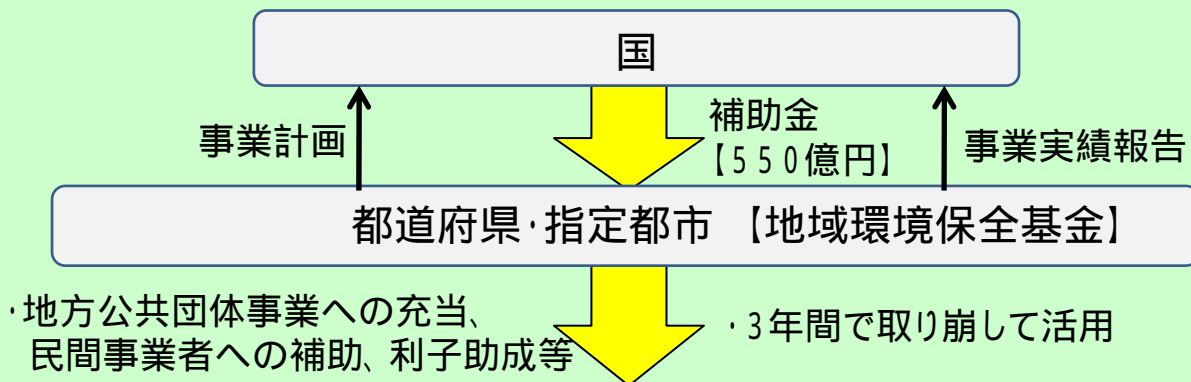 国
事業計画
補助金
【５５０億円】
事業実績報告
都道府県・指定都市 【地域環境保全基金】
・地方公共団体事業への充当、
民間事業者への補助、利子助成等
・３年間で取り崩して活用